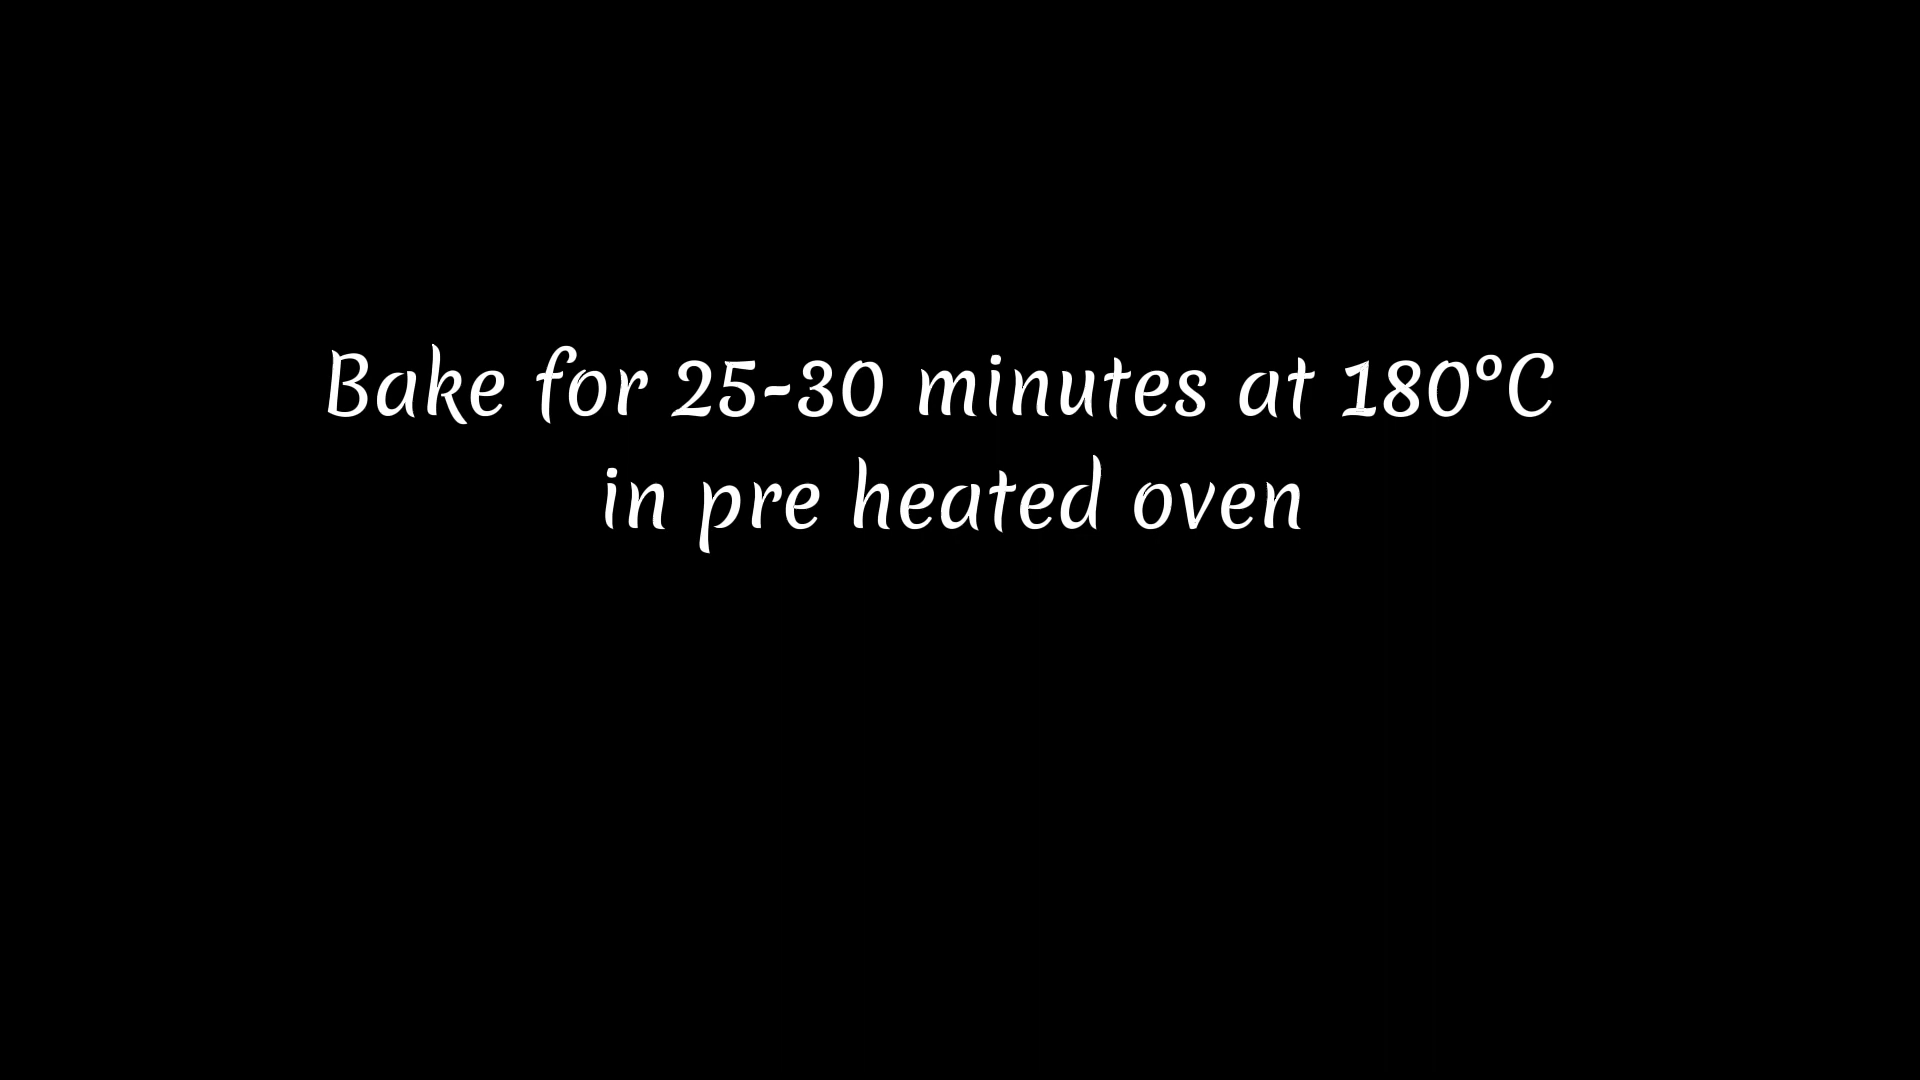 Bake for 25-30 minutes at 180°C
in pre heated oven